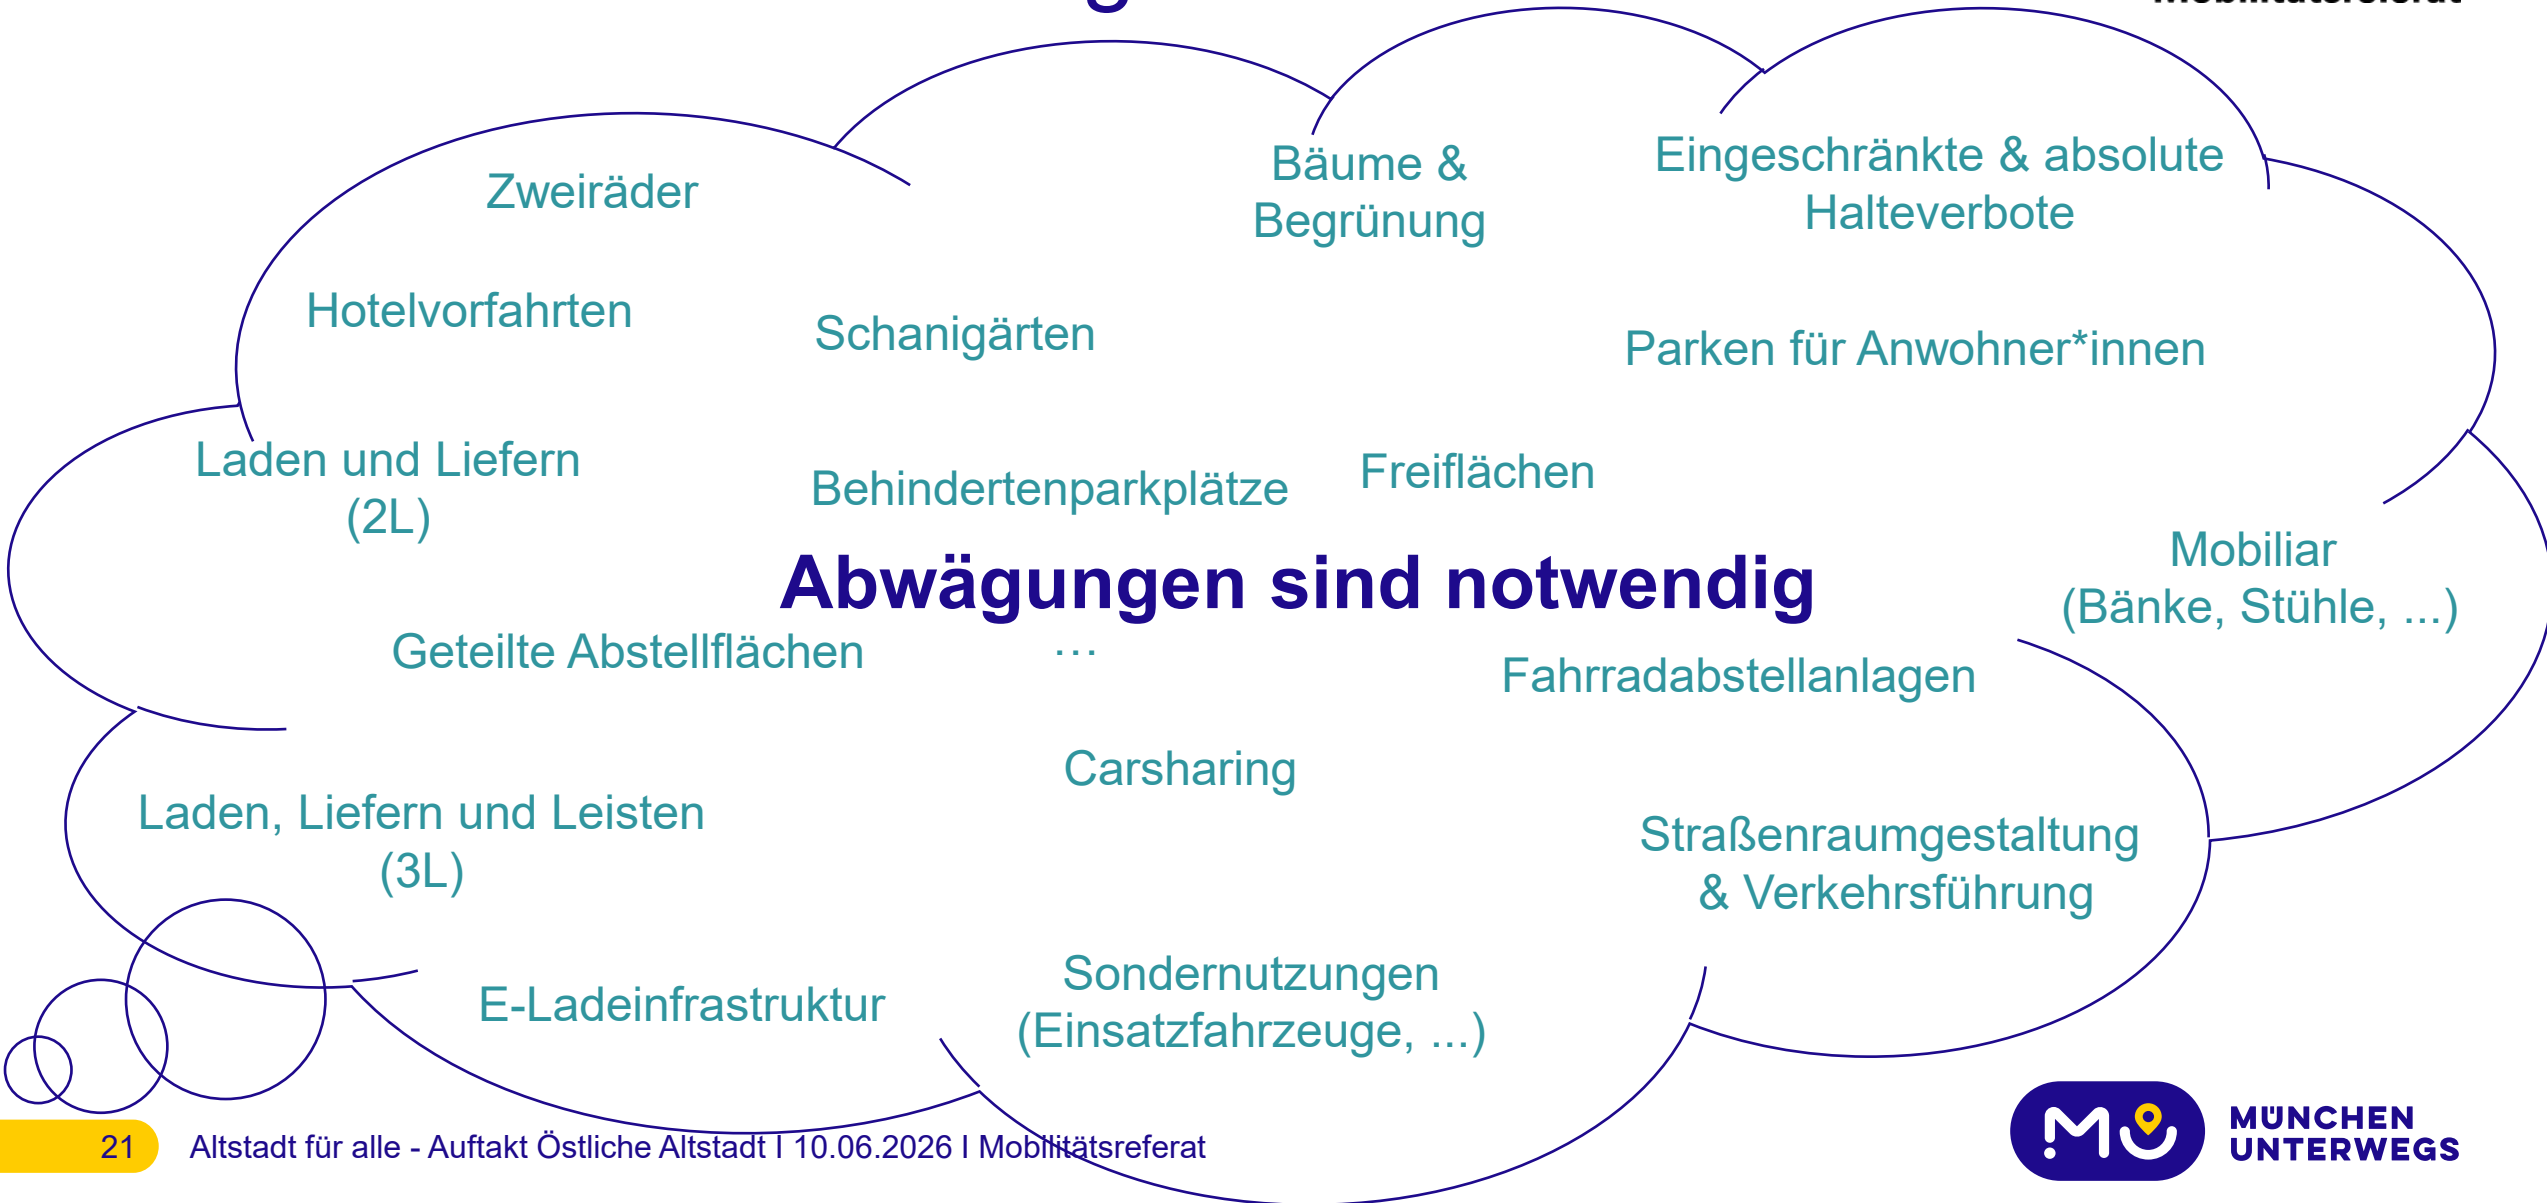 Zweiräder
Bäume &
Begrünung
Eingeschränkte & absolute
Halteverbote
Hotelvorfahrten
Schanigärten
Parken für Anwohner*innen
Laden und Liefern
(2L)
Behindertenparkplätze
Freiflächen
Abwägungen sind notwendig
Mobiliar
(Bänke, Stühle, ...)
Geteilte Abstellflächen
...
Fahrradabstellanlagen
Carsharing
Laden, Liefern und Leisten
(3L)
Straßenraumgestaltung
& Verkehrsführung
E-Ladeinfrastruktur
Sondernutzungen
(Einsatzfahrzeuge, ...)
21 Altstadt für alle - Auftakt Östliche Altstadt I 10.06.2026 I Mobilitätsreferat
MÜNCHEN
UNTERWEGS